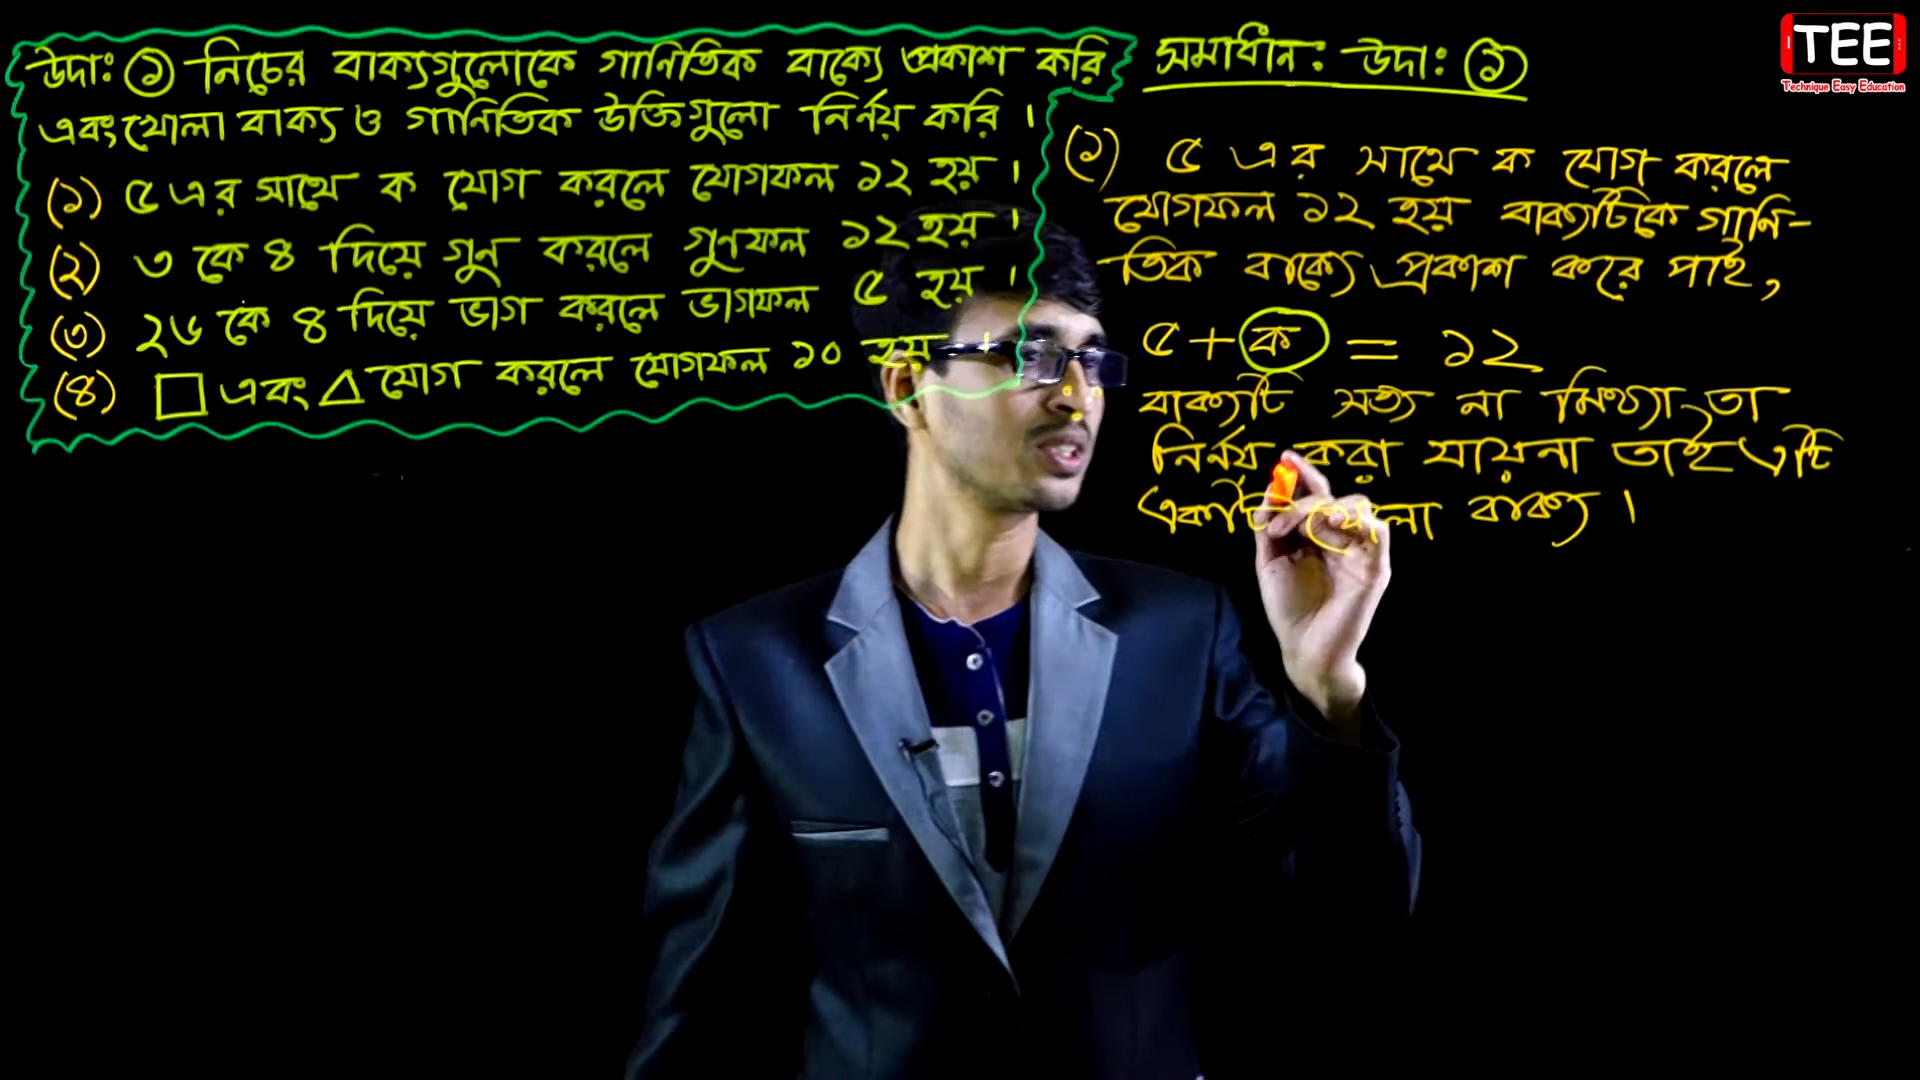 উদাঃ ① নিচের বাক্যগুলোকে গাণিতিক বাক্যে প্রকাশ করি
এবং খোলা বাক্য ও গাণিতিক উক্তিগুলো নির্নয় করি ।
(১) ৫ এর সাথে ক যোগ করলে যোগফল ১২ হয় ।
(২) ৩ কে ৪ দিয়ে গুন করলে গুণফল ১২ হয় ।
(৩) ২৬ কে ৪ দিয়ে ভাগ করলে ভাগফল ৫ হয় ।
(৪) □ এবং △ যোগ করলে যোগফল ১০ হয় ।
সমাধান : উদা : ①
(১) ৫ এর সাথে ক যোগ করলে
যোগফল ১২ হয় বাক্যটিকে গানি-
তিক বাক্যে প্রকাশ করে পাই,
৫ + ক = ১২
বাক্যটি সত্য না মিথ্যা তা
নির্নয় করা যায়না তাই এটি
একটি খোলা বাক্য ।
TEE
Technique Easy Education